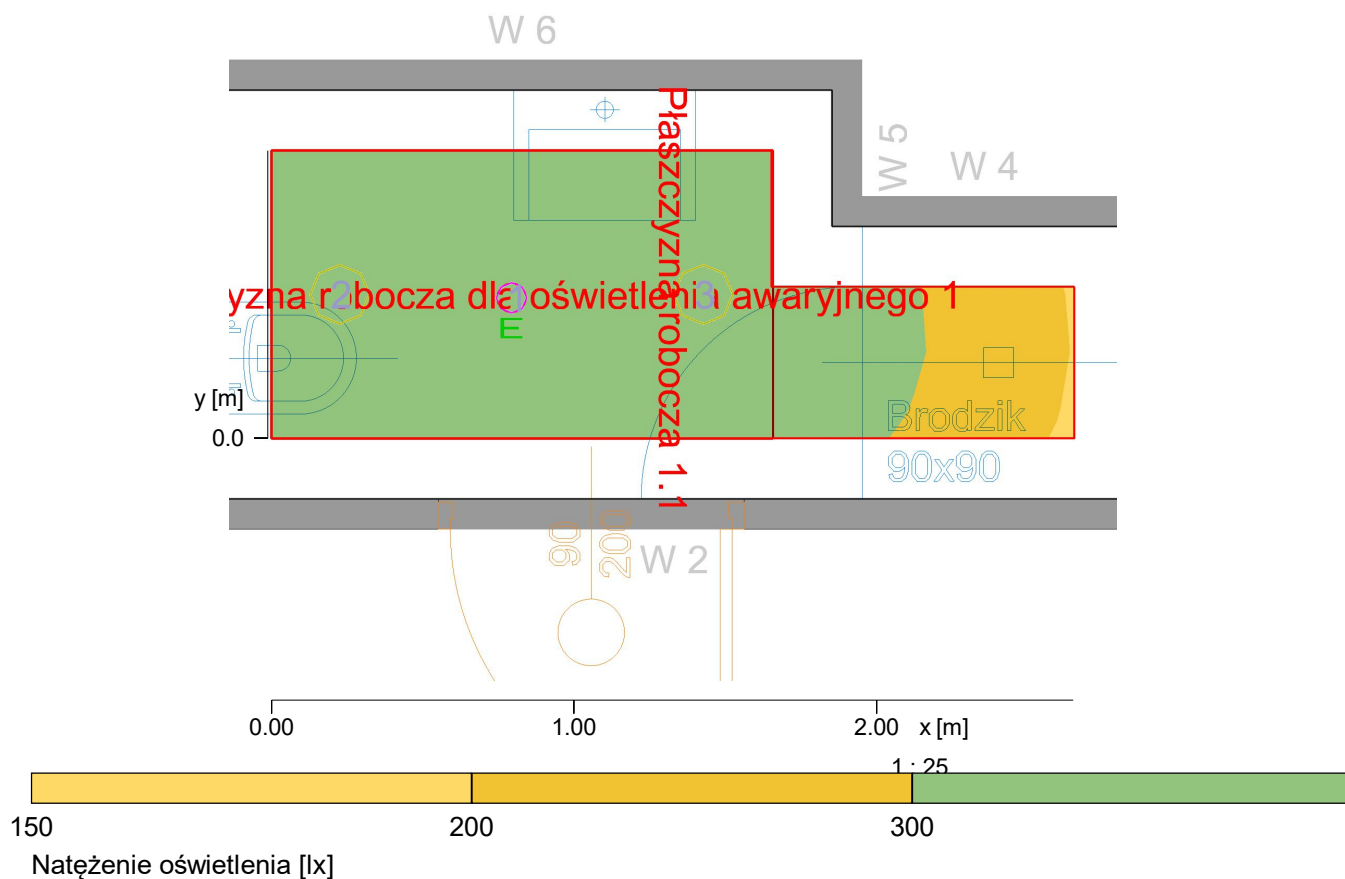 W 6
W 5
W 4
Płaszczyzna robocza 1.1
yzna robocza dla oświetlenia awaryjnego 1
2
1
3
E
y [m]
0.0
Brodzik
90x90
90
200
W 2
0.00
1.00
2.00
x [m]
1 : 25
150
200
300
Natężenie oświetlenia [lx]